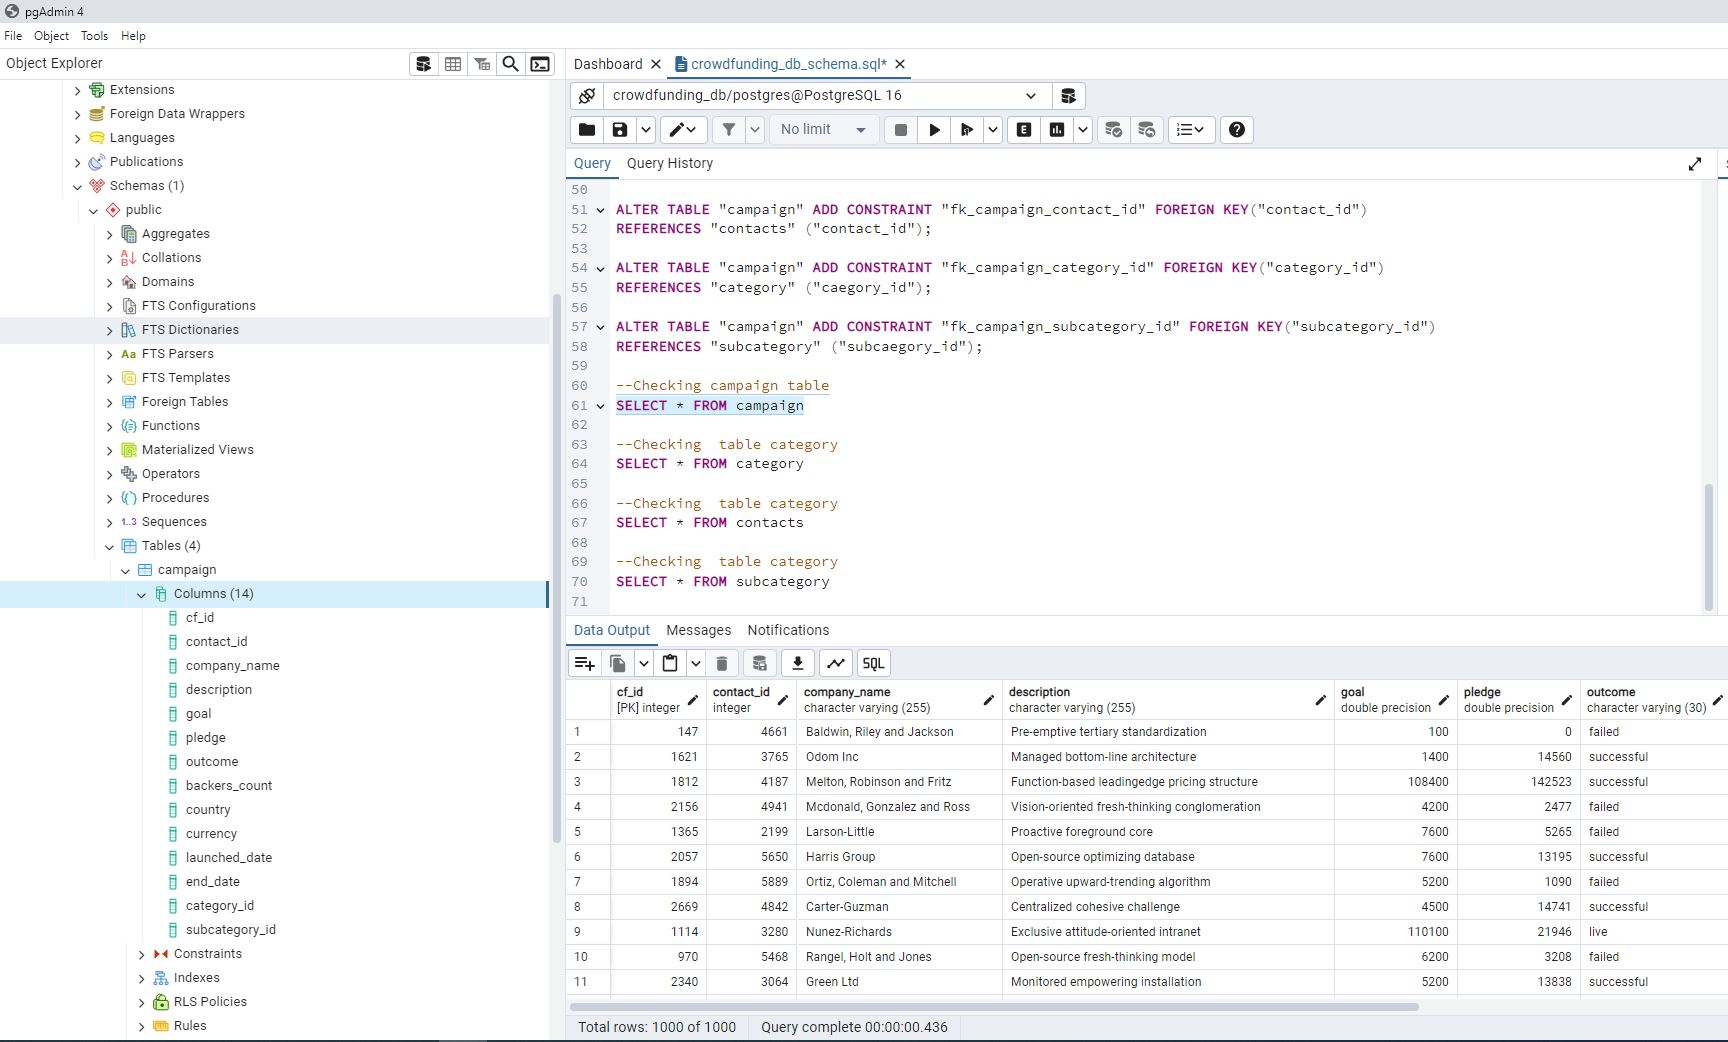 pgAdmin 4
File Object Tools Help
Object Explorer
Extensions
Foreign Data Wrappers
Languages
Publications
Schemas (1)
public
Aggregates
Collations
Domains
FTS Configurations
FTS Dictionaries
Aa FTS Parsers
FTS Templates
Foreign Tables
Functions
Materialized Views
Operators
Procedures
1..3 Sequences
Tables (4)
campaign
Columns (14)
cf_id
contact_id
company_name
description
goal
pledge
outcome
backers_count
country
currency
launched_date
end_date
category_id
subcategory_id
Constraints
Indexes
RLS Policies
Rules
Dashboard crowdfunding_db_schema.sql*
crowdfunding_db/postgres@PostgreSQL 16
No limit
Query Query History
50
51 ALTER TABLE "campaign" ADD CONSTRAINT "fk_campaign_contact_id" FOREIGN KEY("contact_id")
52 REFERENCES "contacts" ("contact_id");
53
54 ALTER TABLE "campaign" ADD CONSTRAINT "fk_campaign_category_id" FOREIGN KEY("category_id")
55 REFERENCES "category" ("caegory_id");
56
57 ALTER TABLE "campaign" ADD CONSTRAINT "fk_campaign_subcategory_id" FOREIGN KEY("subcategory_id")
58 REFERENCES "subcategory" ("subcaegory_id");
59
60 --Checking campaign table
61 SELECT * FROM campaign
62
63 --Checking  table category
64 SELECT * FROM category
65
66 --Checking  table category
67 SELECT * FROM contacts
68
69 --Checking  table category
70 SELECT * FROM subcategory
71
Data Output Messages Notifications
SQL
cf_id contact_id company_name description goal pledge outcome
[PK] integer integer character varying (255) character varying (255) double precision double precision character varying (30)
1 147 4661 Baldwin, Riley and Jackson Pre-emptive tertiary standardization 100 0 failed
2 1621 3765 Odom Inc Managed bottom-line architecture 1400 14560 successful
3 1812 4187 Melton, Robinson and Fritz Function-based leadingedge pricing structure 108400 142523 successful
4 2156 4941 Mcdonald, Gonzalez and Ross Vision-oriented fresh-thinking conglomeration 4200 2477 failed
5 1365 2199 Larson-Little Proactive foreground core 7600 5265 failed
6 2057 5650 Harris Group Open-source optimizing database 7600 13195 successful
7 1894 5889 Ortiz, Coleman and Mitchell Operative upward-trending algorithm 5200 1090 failed
8 2669 4842 Carter-Guzman Centralized cohesive challenge 4500 14741 successful
9 1114 3280 Nunez-Richards Exclusive attitude-oriented intranet 110100 21946 live
10 970 5468 Rangel, Holt and Jones Open-source fresh-thinking model 6200 3208 failed
11 2340 3064 Green Ltd Monitored empowering installation 5200 13838 successful
Total rows: 1000 of 1000 Query complete 00:00:00.436